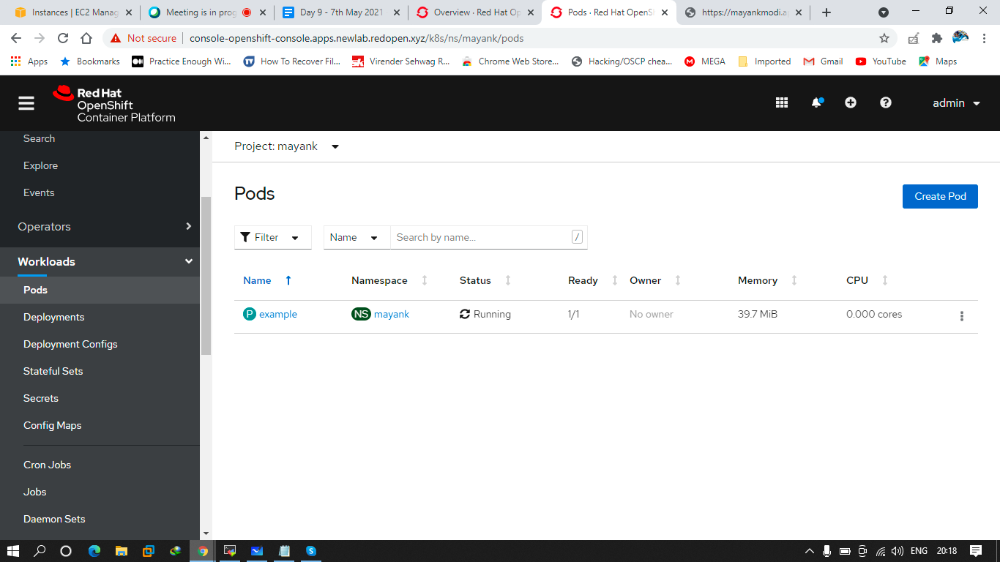 Instances | EC2 Manag
Meeting is in prog
Day 9 - 7th May 2021
Overview · Red Hat Op
Pods · Red Hat OpenSh
https://mayankmodi.a
Not secure
console-openshift-console.apps.newlab.redopen.xyz/k8s/ns/mayank/pods
Apps
Bookmarks
Practice Enough Wi...
How To Recover Fil...
Virender Sehwag R...
Chrome Web Store...
Hacking/OSCP chea...
MEGA
Imported
Gmail
YouTube
Maps
Red Hat
OpenShift
Container Platform
admin
Search
Explore
Events
Operators
Workloads
Pods
Deployments
Deployment Configs
Stateful Sets
Secrets
Config Maps
Cron Jobs
Jobs
Daemon Sets
Project: mayank
Pods
Create Pod
Filter
Name
Search by name...
/
Name Namespace Status Ready Owner Memory CPU
P example NS mayank Running 1/1 No owner 39.7 MiB 0.000 cores
ENG 20:18